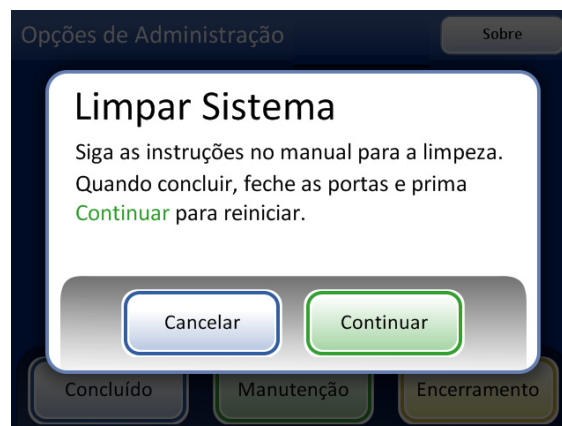 Opções de Administração
Sobre
Limpar Sistema
Siga as instruções no manual para a limpeza.
Quando concluir, feche as portas e prima
Continuar para reiniciar.
Cancelar
Continuar
Concluído
Manutenção
Encerramento